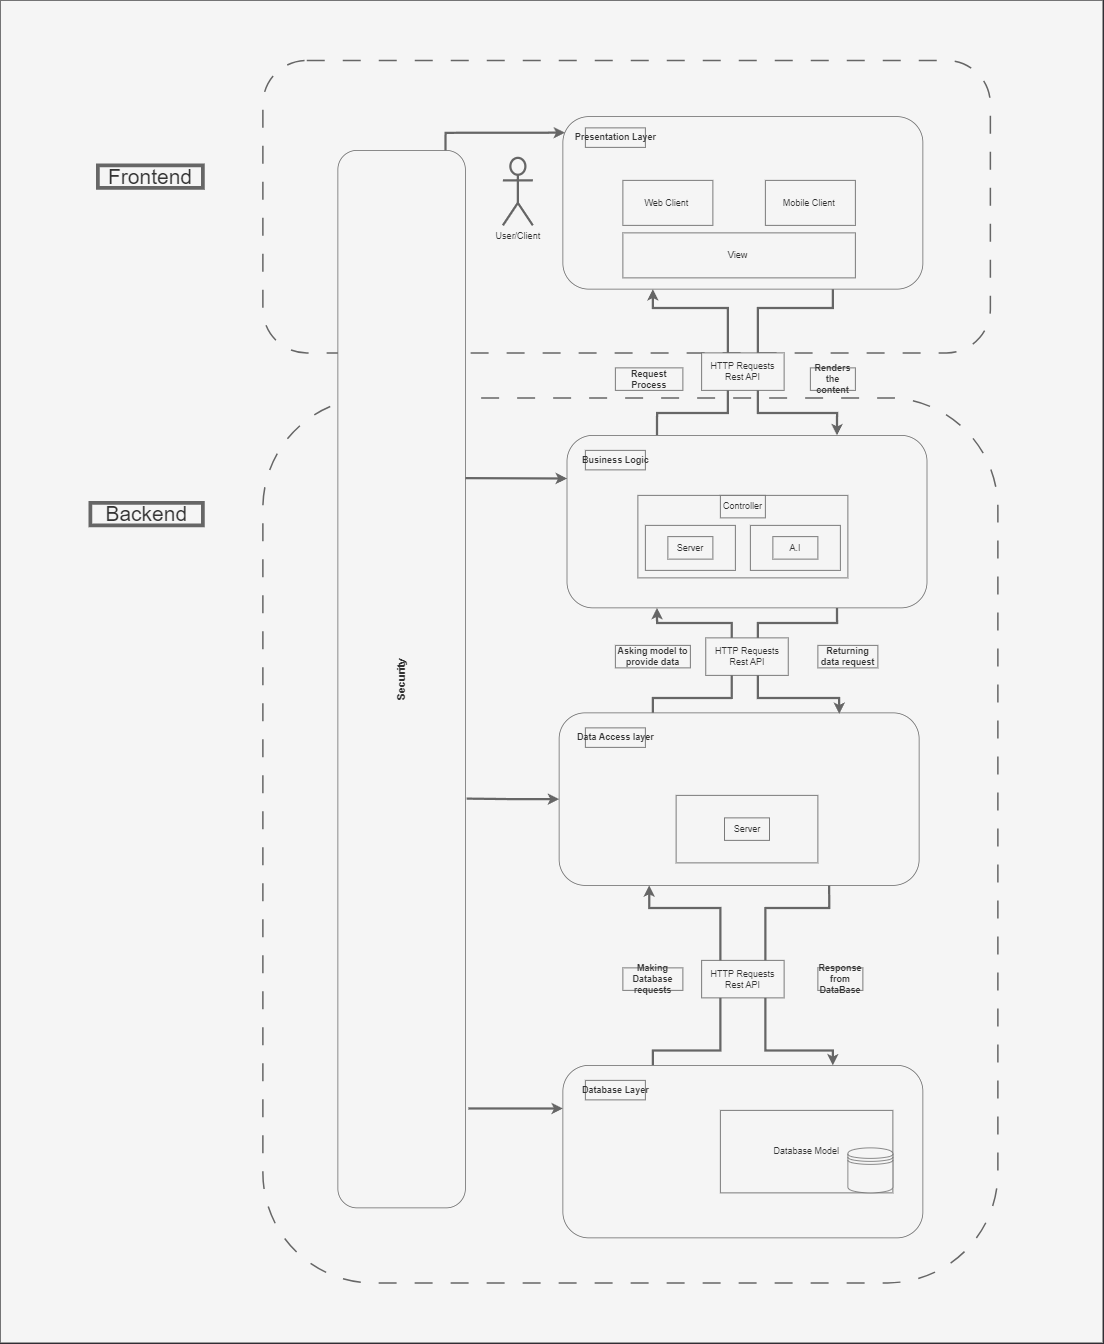 Presentation Layer
Frontend
Web Client
Mobile Client
User/Client
View
Request
Process
HTTP Requests
Rest API
Renders
the
content
Business Logic
Backend
Controller
Server
A.I
Asking model to
provide data
HTTP Requests
Rest API
Returning
data request
Security
Data Access layer
Server
Making
Database
requests
HTTP Requests
Rest API
Response
from
DataBase
Database Layer
Database Model